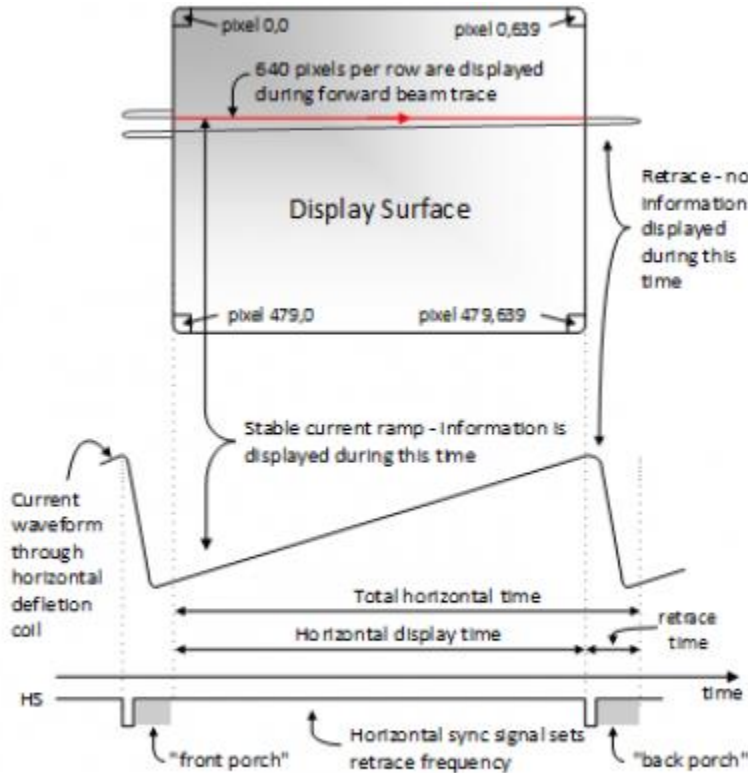 pixel 0,0
pixel 0,639
640 pixels per row are displayed
during forward beam trace
Retrace - no
information
displayed
during this
time
Display Surface
pixel 479,0
pixel 479,639
Stable current ramp - information is
displayed during this time
Current
waveform
through
horizontal
defletion
coil
Total horizontal time
Horizontal display time
retrace
time
HS
time
"front porch"
Horizontal sync signal sets
retrace frequency
"back porch"